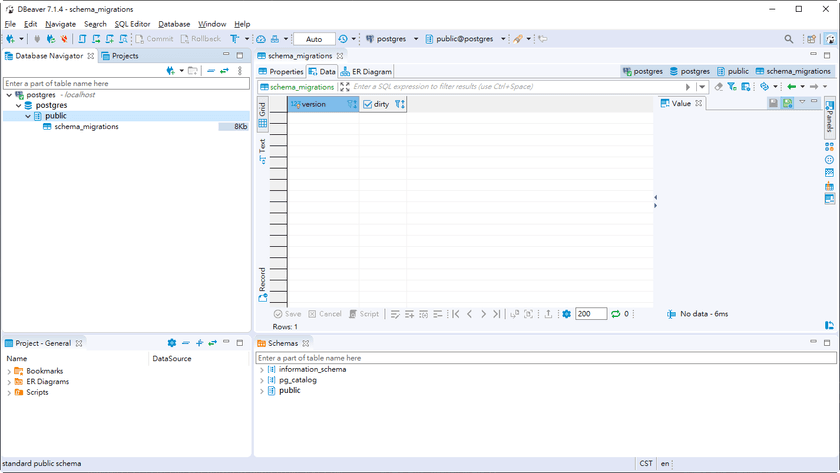 DBeaver 7.1.4 - schema_migrations
File Edit Navigate Search SQL Editor Database Window Help
Commit Rollback T Auto postgres public@postgres
Database Navigator Projects
Enter a part of table name here
postgres - localhost
postgres
public
schema_migrations 8Kb
schema_migrations
Properties Data ER Diagram postgres postgres public schema_migrations
schema_migrations Enter a SQL expression to filter results (use Ctrl+Space)
Grid
Text
Record
123 version dirty
Value
Panels
Save Cancel Script 200 0 No data - 6ms
Rows: 1
Project - General
Name DataSource
Bookmarks
ER Diagrams
Scripts
Schemas
Enter a part of table name here
information_schema
pg_catalog
public
standard public schema CST en